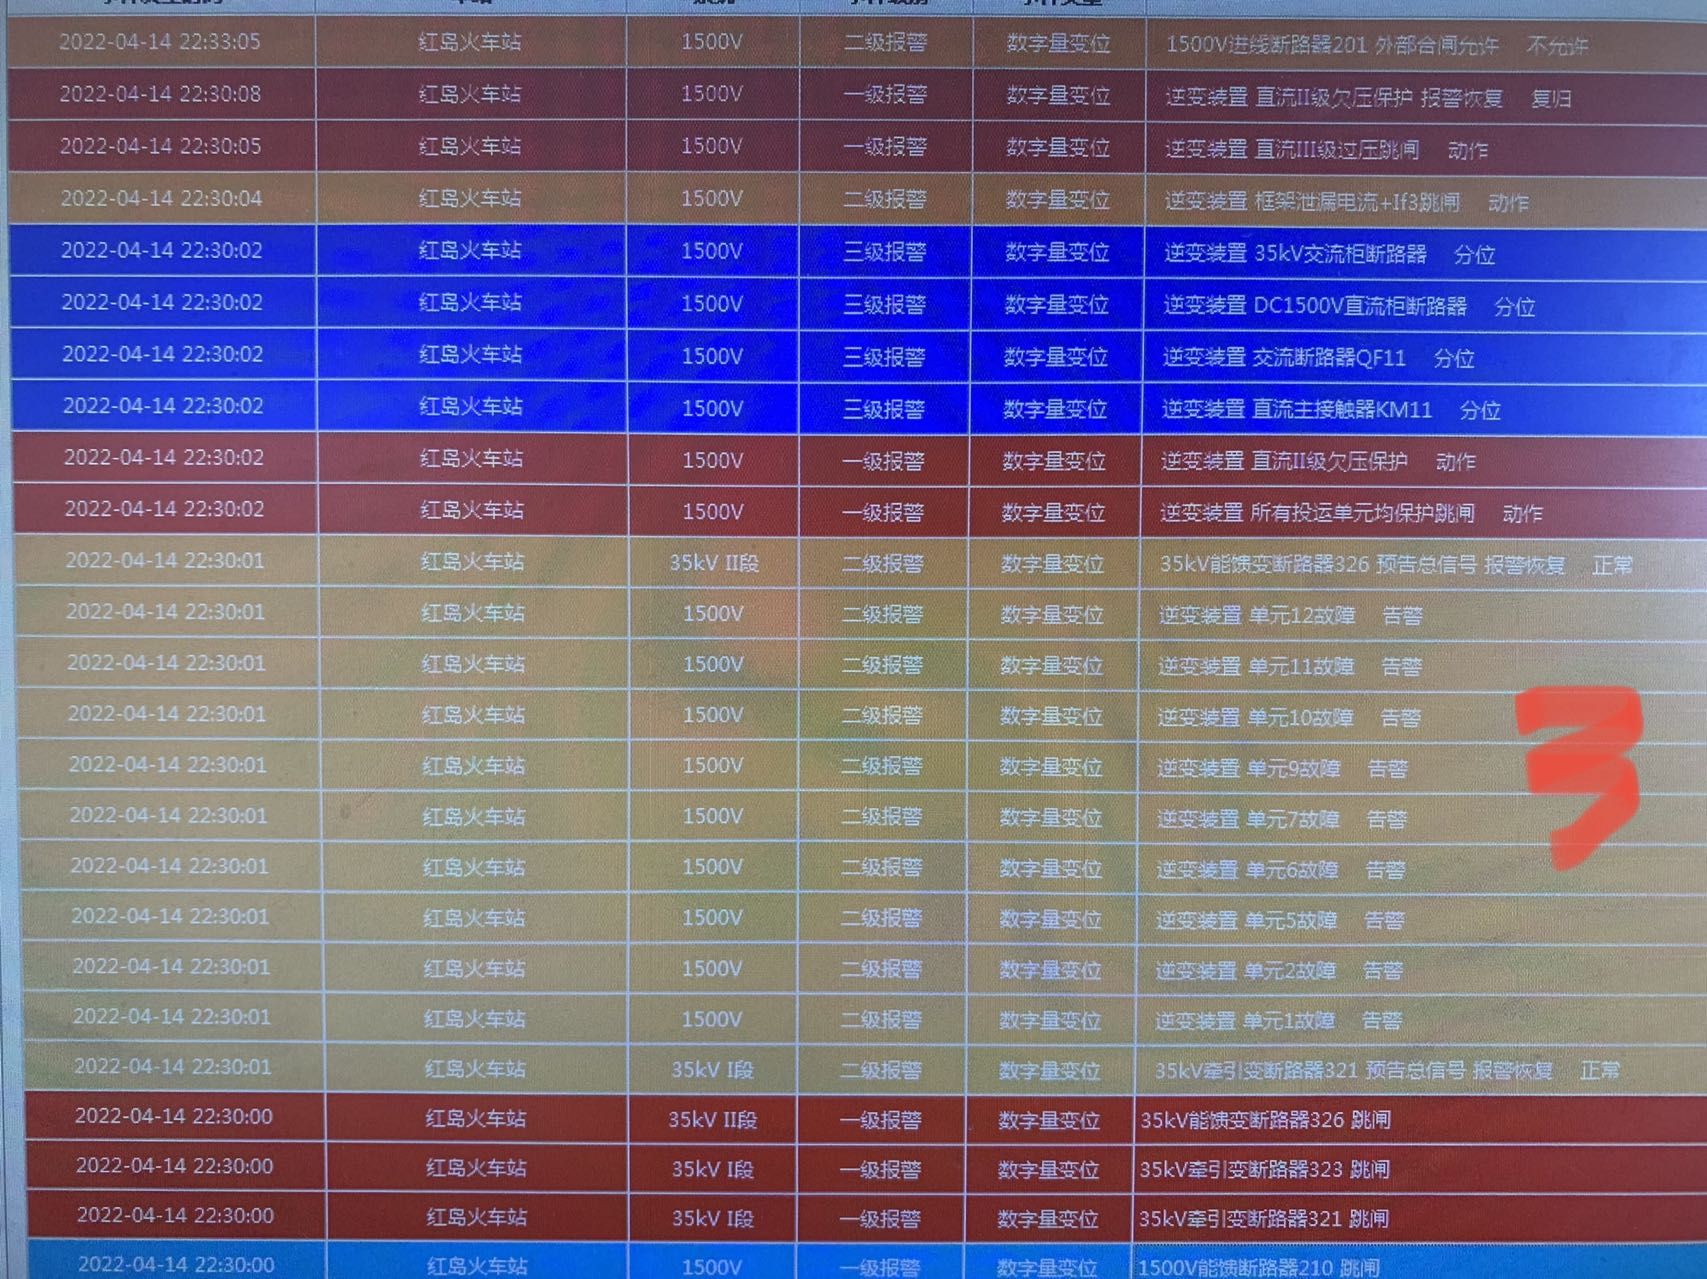 2022-04-14 22:33:05 红岛火车站 1500V 二级报警 数字量变位 1500V进线断路器201 外部合闸允许 不允许
2022-04-14 22:30:08 红岛火车站 1500V 一级报警 数字量变位 逆变装置 直流II级欠压保护 报警恢复 复归
2022-04-14 22:30:05 红岛火车站 1500V 一级报警 数字量变位 逆变装置 直流III级过压跳闸 动作
2022-04-14 22:30:04 红岛火车站 1500V 二级报警 数字量变位 逆变装置 框架泄漏电流+If3跳闸 动作
2022-04-14 22:30:02 红岛火车站 1500V 三级报警 数字量变位 逆变装置 35kV交流柜断路器 分位
2022-04-14 22:30:02 红岛火车站 1500V 三级报警 数字量变位 逆变装置 DC1500V直流柜断路器 分位
2022-04-14 22:30:02 红岛火车站 1500V 三级报警 数字量变位 逆变装置 交流断路器QF11 分位
2022-04-14 22:30:02 红岛火车站 1500V 三级报警 数字量变位 逆变装置 直流主接触器KM11 分位
2022-04-14 22:30:02 红岛火车站 1500V 一级报警 数字量变位 逆变装置 直流II级欠压保护 动作
2022-04-14 22:30:02 红岛火车站 1500V 一级报警 数字量变位 逆变装置 所有投运单元均保护跳闸 动作
2022-04-14 22:30:01 红岛火车站 35kV II段 二级报警 数字量变位 35kV能馈变断路器326 预告总信号 报警恢复 正常
2022-04-14 22:30:01 红岛火车站 1500V 二级报警 数字量变位 逆变装置 单元12故障 告警
2022-04-14 22:30:01 红岛火车站 1500V 二级报警 数字量变位 逆变装置 单元11故障 告警
2022-04-14 22:30:01 红岛火车站 1500V 二级报警 数字量变位 逆变装置 单元10故障 告警
2022-04-14 22:30:01 红岛火车站 1500V 二级报警 数字量变位 逆变装置 单元9故障 告警
2022-04-14 22:30:01 红岛火车站 1500V 二级报警 数字量变位 逆变装置 单元7故障 告警
2022-04-14 22:30:01 红岛火车站 1500V 二级报警 数字量变位 逆变装置 单元6故障 告警
2022-04-14 22:30:01 红岛火车站 1500V 二级报警 数字量变位 逆变装置 单元5故障 告警
2022-04-14 22:30:01 红岛火车站 1500V 二级报警 数字量变位 逆变装置 单元2故障 告警
2022-04-14 22:30:01 红岛火车站 1500V 二级报警 数字量变位 逆变装置 单元1故障 告警
2022-04-14 22:30:01 红岛火车站 35kV I段 二级报警 数字量变位 35kV牵引变断路器321 预告总信号 报警恢复 正常
2022-04-14 22:30:00 红岛火车站 35kV II段 一级报警 数字量变位 35kV能馈变断路器326 跳闸
2022-04-14 22:30:00 红岛火车站 35kV I段 一级报警 数字量变位 35kV牵引变断路器323 跳闸
2022-04-14 22:30:00 红岛火车站 35kV I段 一级报警 数字量变位 35kV牵引变断路器321 跳闸
2022-04-14 22:30:00 红岛火车站 1500V 一级报警 数字量变位 1500V能馈断路器210 跳闸
3